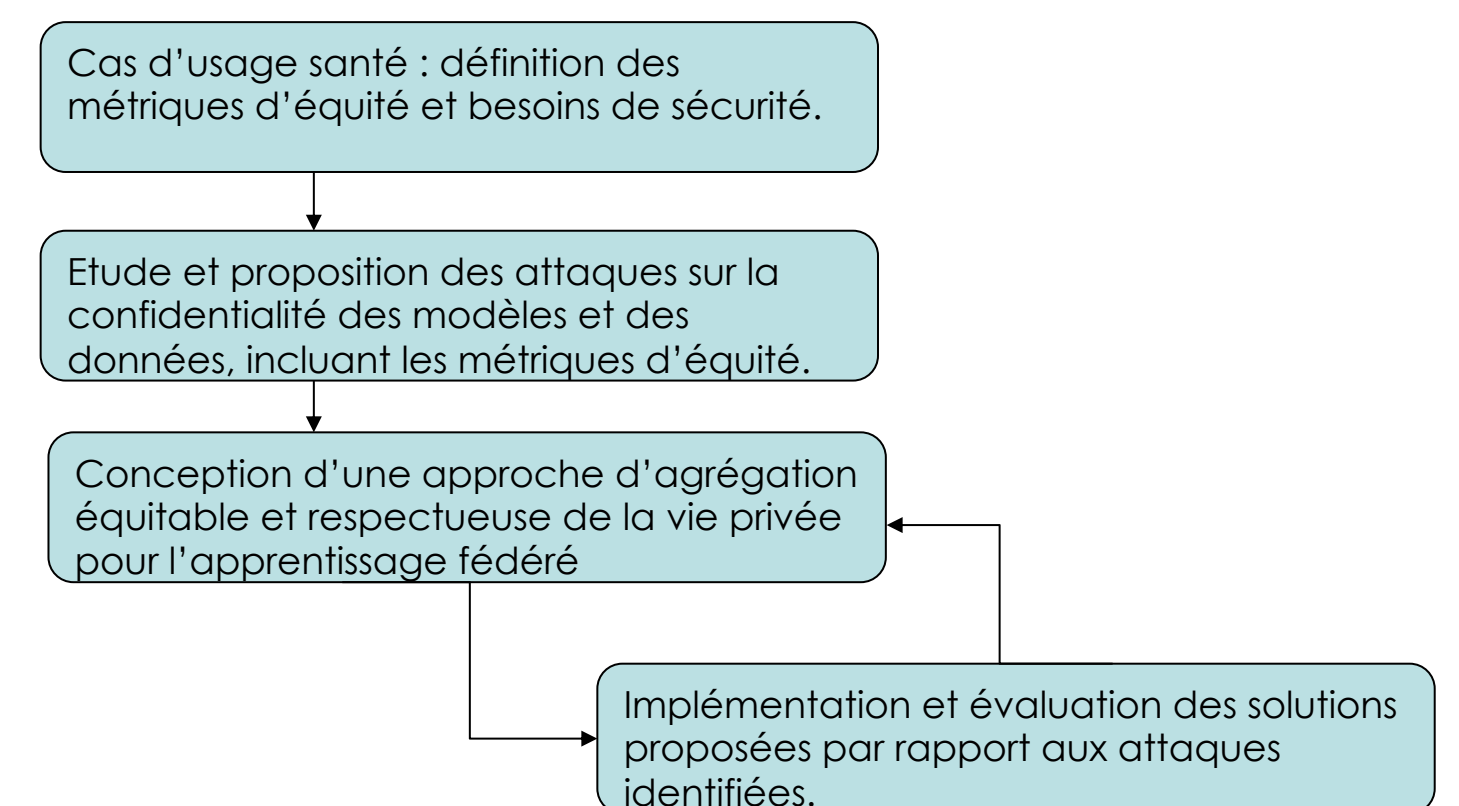 Cas d’usage santé : définition des
métriques d’équité et besoins de sécurité.
Etude et proposition des attaques sur la
confidentialité des modèles et des
données, incluant les métriques d’équité.
Conception d’une approche d’agrégation
équitable et respectueuse de la vie privée
pour l’apprentissage fédéré
Implémentation et évaluation des solutions
proposées par rapport aux attaques
identifiées.